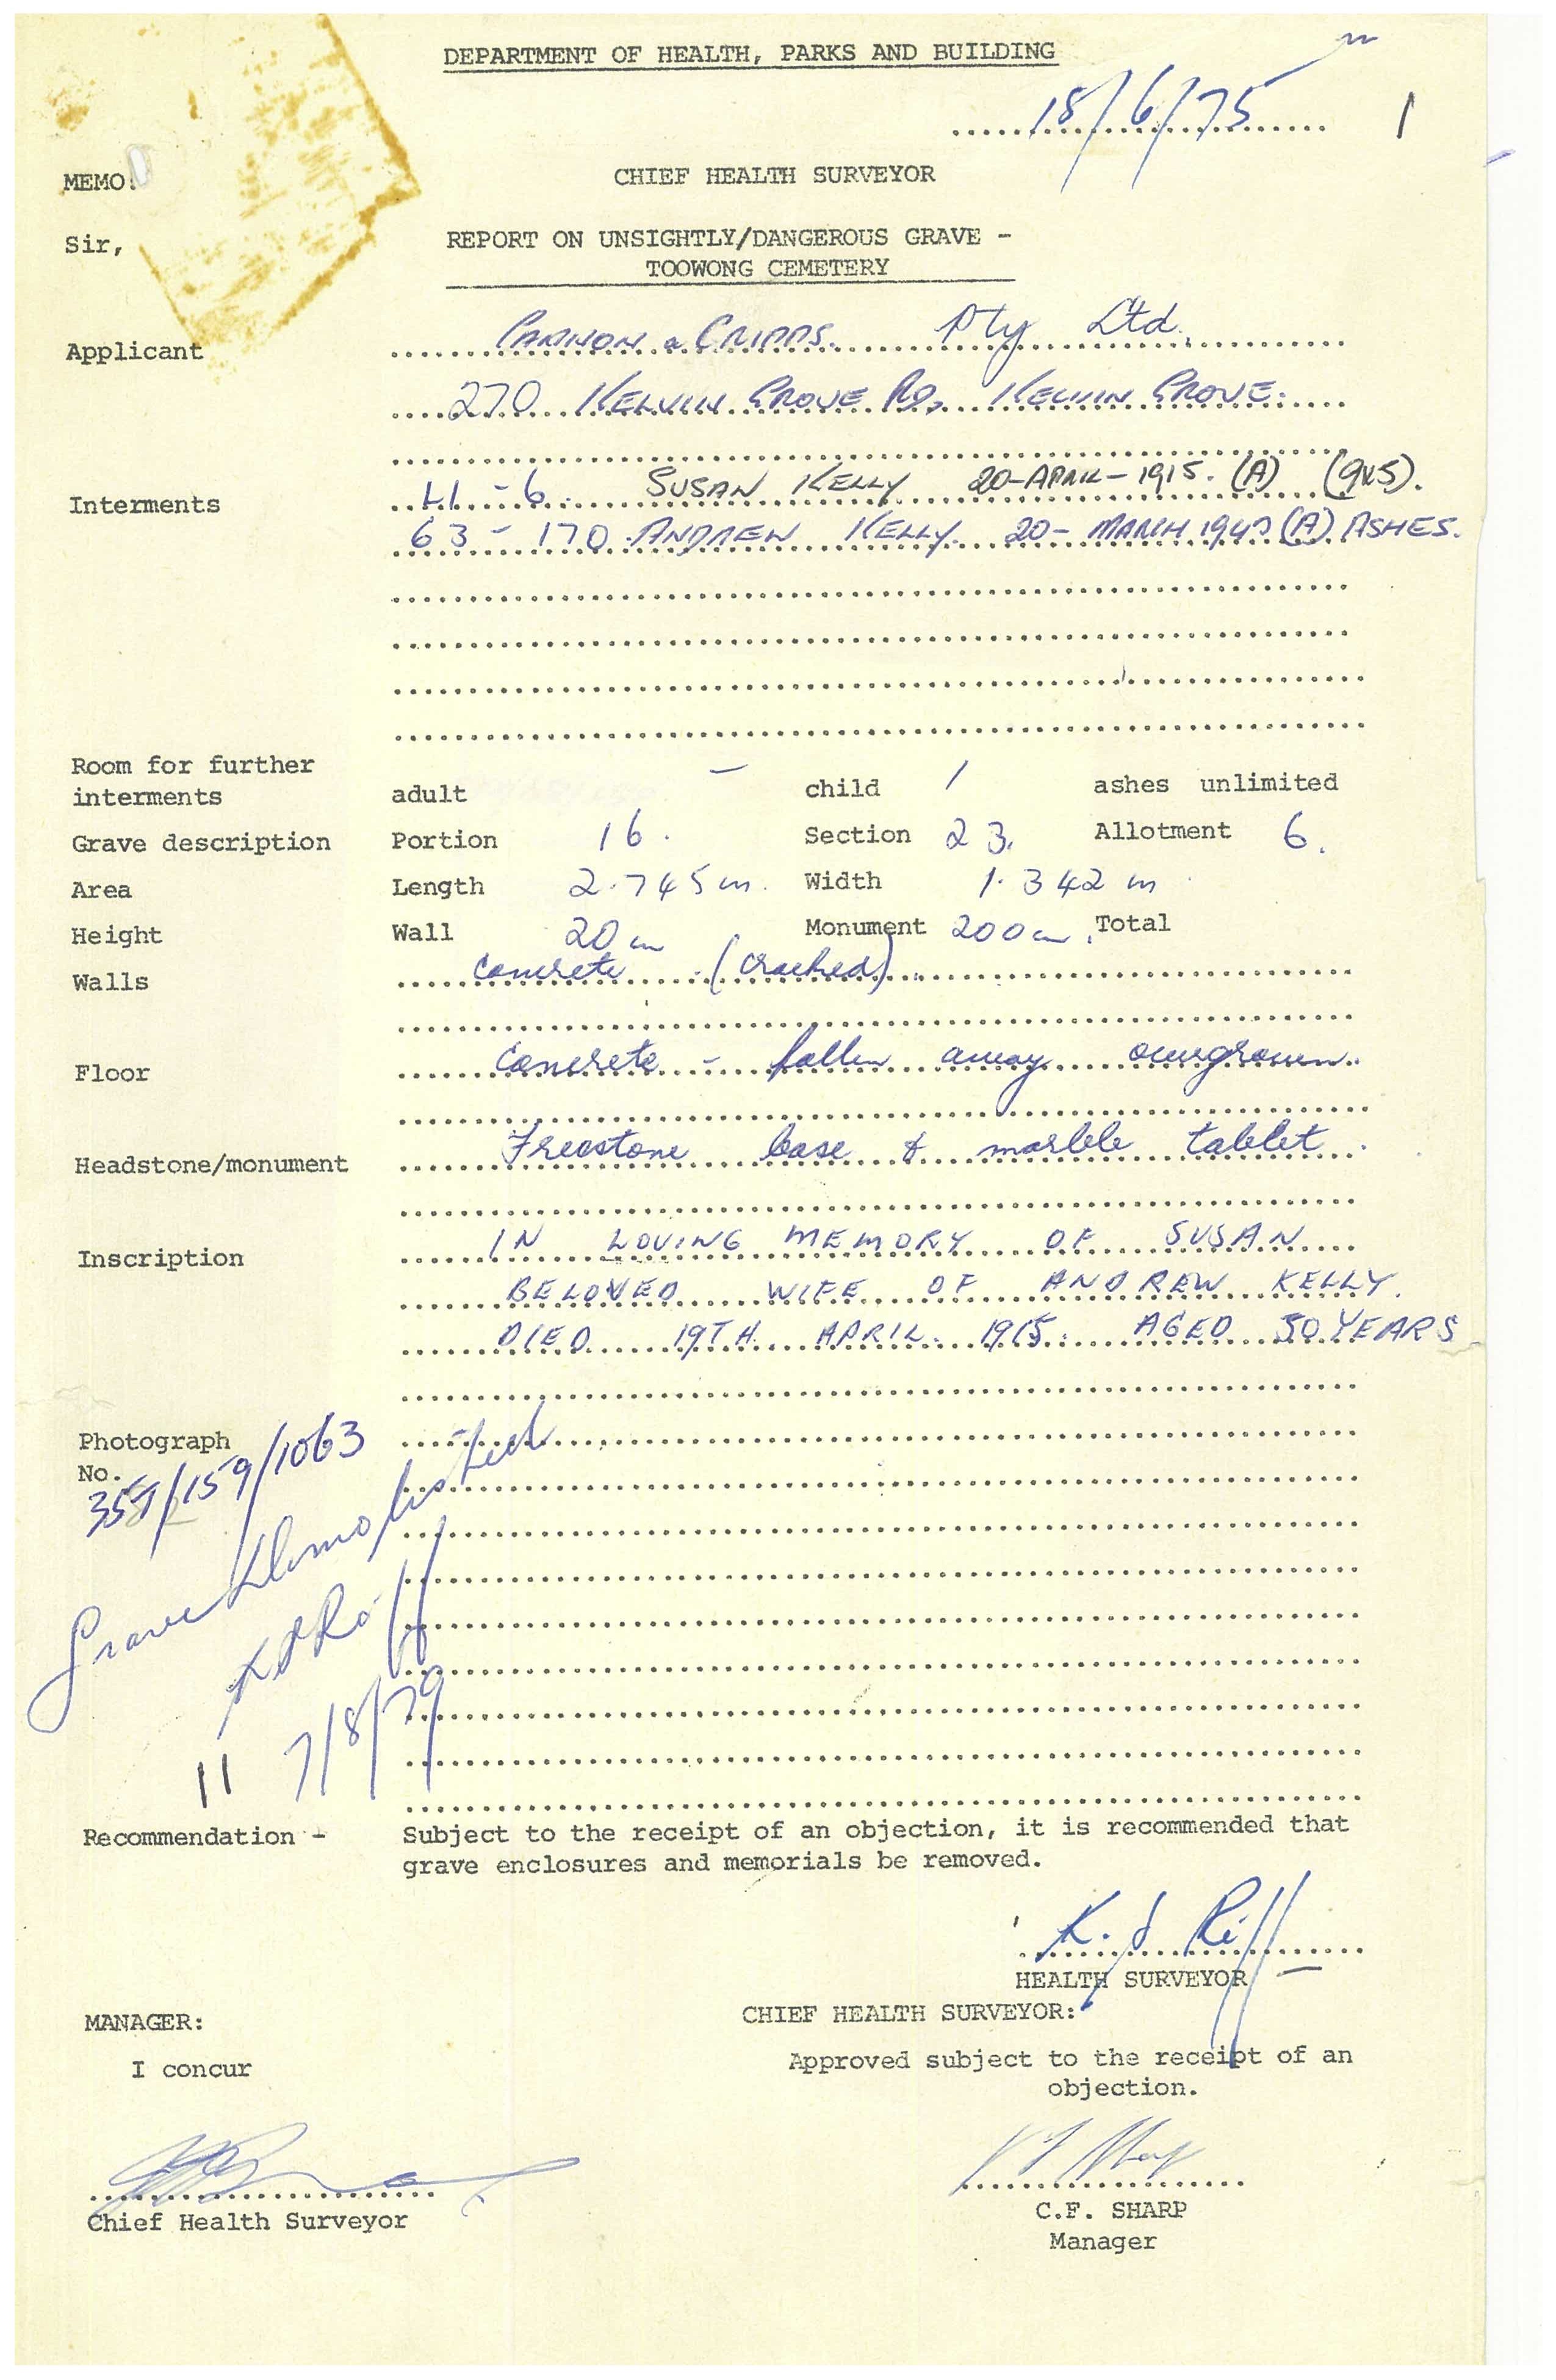 DEPARTMENT OF HEALTH, PARKS AND BUILDING
18/6/75
MEMO:
CHIEF HEALTH SURVEYOR
Sir,
REPORT ON UNSIGHTLY/DANGEROUS GRAVE -
TOOWONG CEMETERY
Applicant CANNON & CRIPPS. Pty Ltd.
270 KELVIN GROVE RD, KELVIN GROVE.
Interments 41-6. SUSAN KELLY 20-APRIL-1915. (A) (9x5).
63-170 ANDREW KELLY. 20-MARCH (A) ASHES.
Room for further
interments adult - child 1 ashes unlimited
Grave description Portion 16. Section 23. Allotment 6.
Area Length 2.745m. Width 1.342 m
Height Wall 20cm Monument 200cm. Total
Walls Concrete (Cracked).
Floor Concrete - fallen away overgrown.
Headstone/monument Freestone base & marble tablet.
Inscription IN LOVING MEMORY OF SUSAN
BELOVED WIFE OF ANDREW KELLY.
DIED 19TH APRIL. 1915. AGED 50 YEARS
Photograph
No.
/159/1063
Grave Demolished
7/8/79
11
Recommendation - Subject to the receipt of an objection, it is recommended that
grave enclosures and memorials be removed.
HEALTH SURVEYOR
MANAGER:
CHIEF HEALTH SURVEYOR:
I concur
Approved subject to the receipt of an
objection.
Chief Health Surveyor
C.F. SHARP
Manager